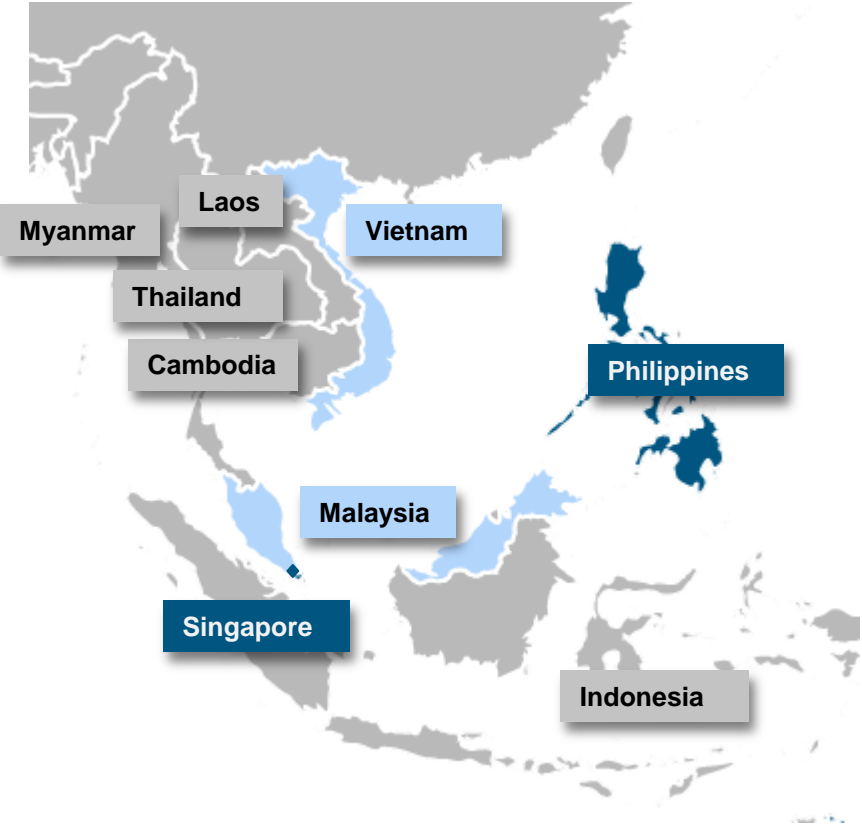 Laos
Myanmar
Vietnam
Thailand
Cambodia
Philippines
Malaysia
Singapore
Indonesia